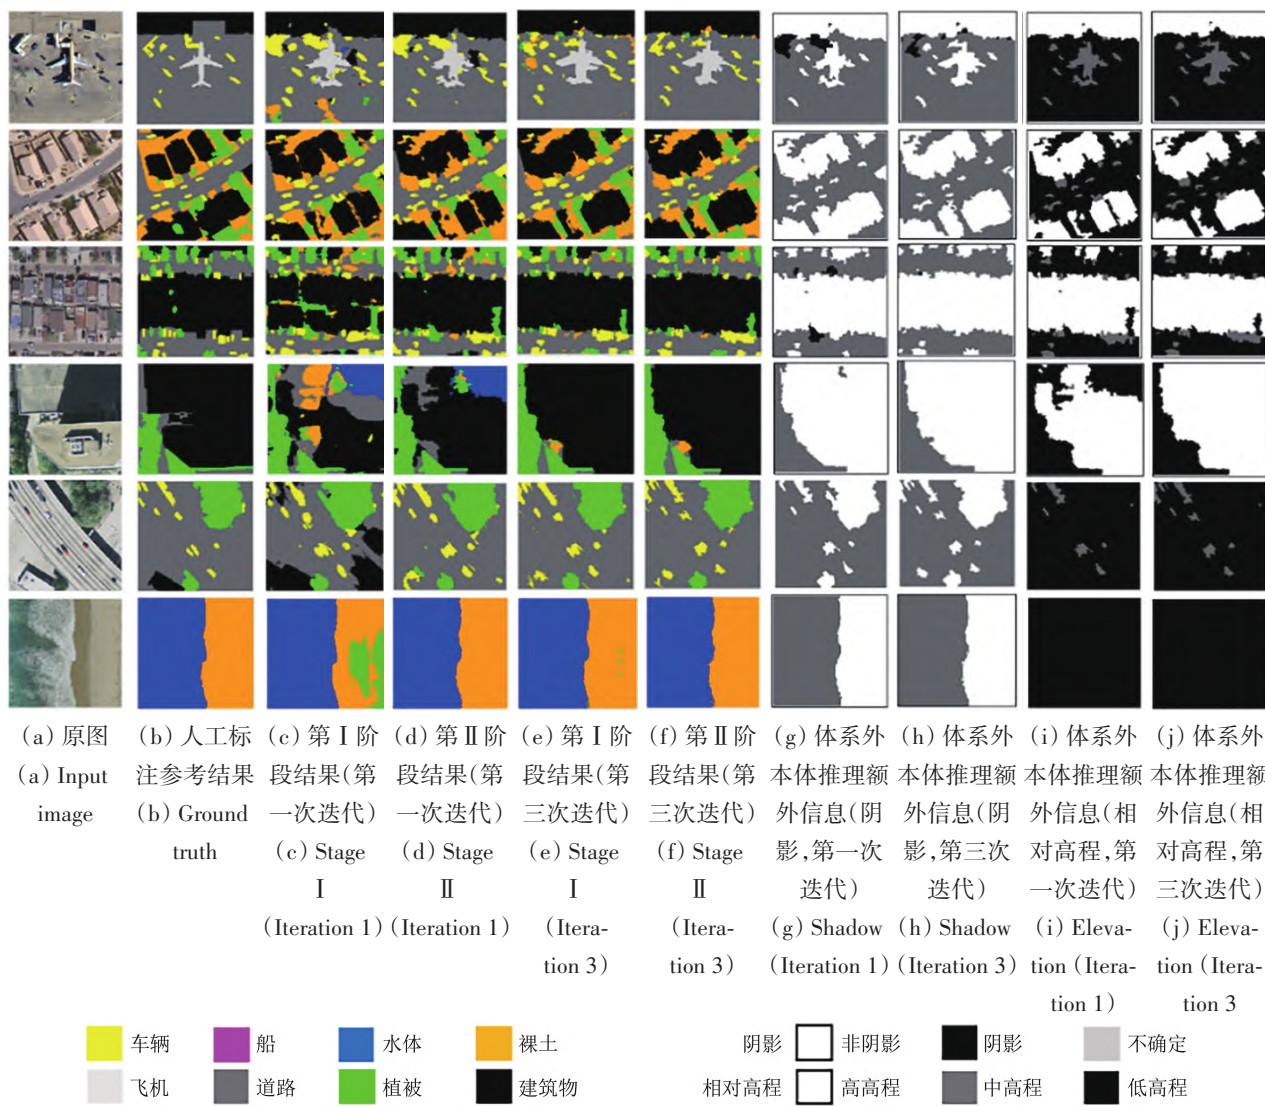 (a) 原图
(a) Input
image
(b) 人工标
注参考结果
(b) Ground
truth
(c) 第Ⅰ阶
段结果(第
一次迭代)
(c) Stage
Ⅰ
(Iteration 1)
(d) 第Ⅱ阶
段结果(第
一次迭代)
(d) Stage
Ⅱ
(Iteration 1)
(e) 第Ⅰ阶
段结果(第
三次迭代)
(e) Stage
Ⅰ
(Itera-
tion 3)
(f) 第Ⅱ阶
段结果(第
三次迭代)
(f) Stage
Ⅱ
(Itera-
tion 3)
(g) 体系外
本体推理额
外信息(阴
影,第一次
迭代)
(g) Shadow
(Iteration 1)
(h) 体系外
本体推理额
外信息(阴
影,第三次
迭代)
(h) Shadow
(Iteration 3)
(i) 体系外
本体推理额
外信息(相
对高程,第
一次迭代)
(i) Eleva-
tion (Itera-
tion 1)
(j) 体系外
本体推理额
外信息(相
对高程,第
三次迭代)
(j) Eleva-
tion (Itera-
tion 3
车辆 船 水体 裸土 阴影 非阴影 阴影 不确定
飞机 道路 植被 建筑物 相对高程 高高程 中高程 低高程